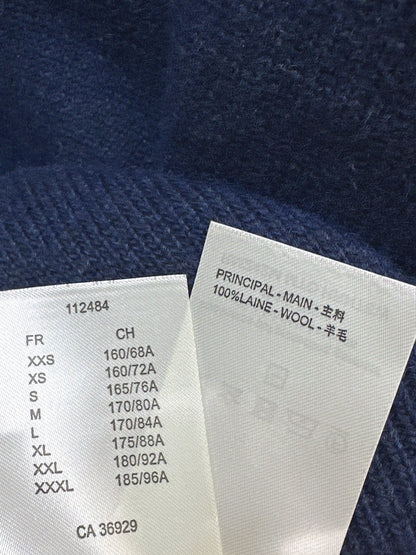 112484
FR CH
XXS 160/68A
XS 160/72A
S 165/76A
M 170/80A
L 170/84A
XL 175/88A
XXL 180/92A
XXXL 185/96A
CA 36929
PRINCIPAL - MAIN - 主料
100%LAINE - WOOL - 羊毛